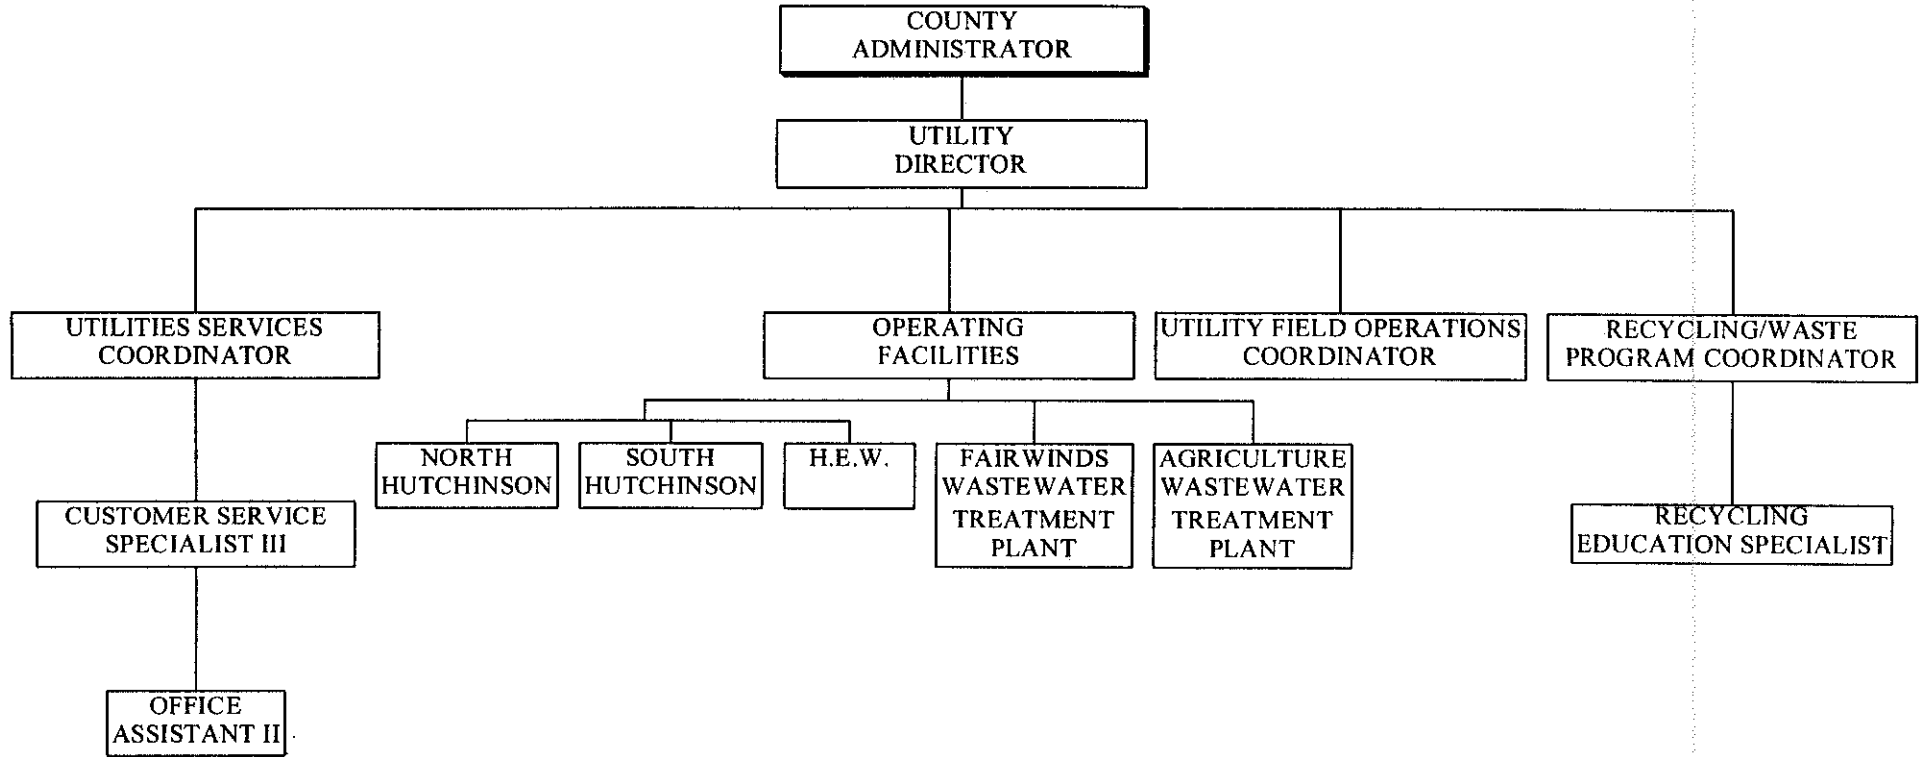 COUNTY
ADMINISTRATOR
UTILITY
DIRECTOR
UTILITIES SERVICES
COORDINATOR
OPERATING
FACILITIES
UTILITY FIELD OPERATIONS
COORDINATOR
RECYCLING/WASTE
PROGRAM COORDINATOR
NORTH
HUTCHINSON
SOUTH
HUTCHINSON
H.E.W.
FAIRWINDS
WASTEWATER
TREATMENT
PLANT
AGRICULTURE
WASTEWATER
TREATMENT
PLANT
CUSTOMER SERVICE
SPECIALIST III
RECYCLING
EDUCATION SPECIALIST
OFFICE
ASSISTANT II